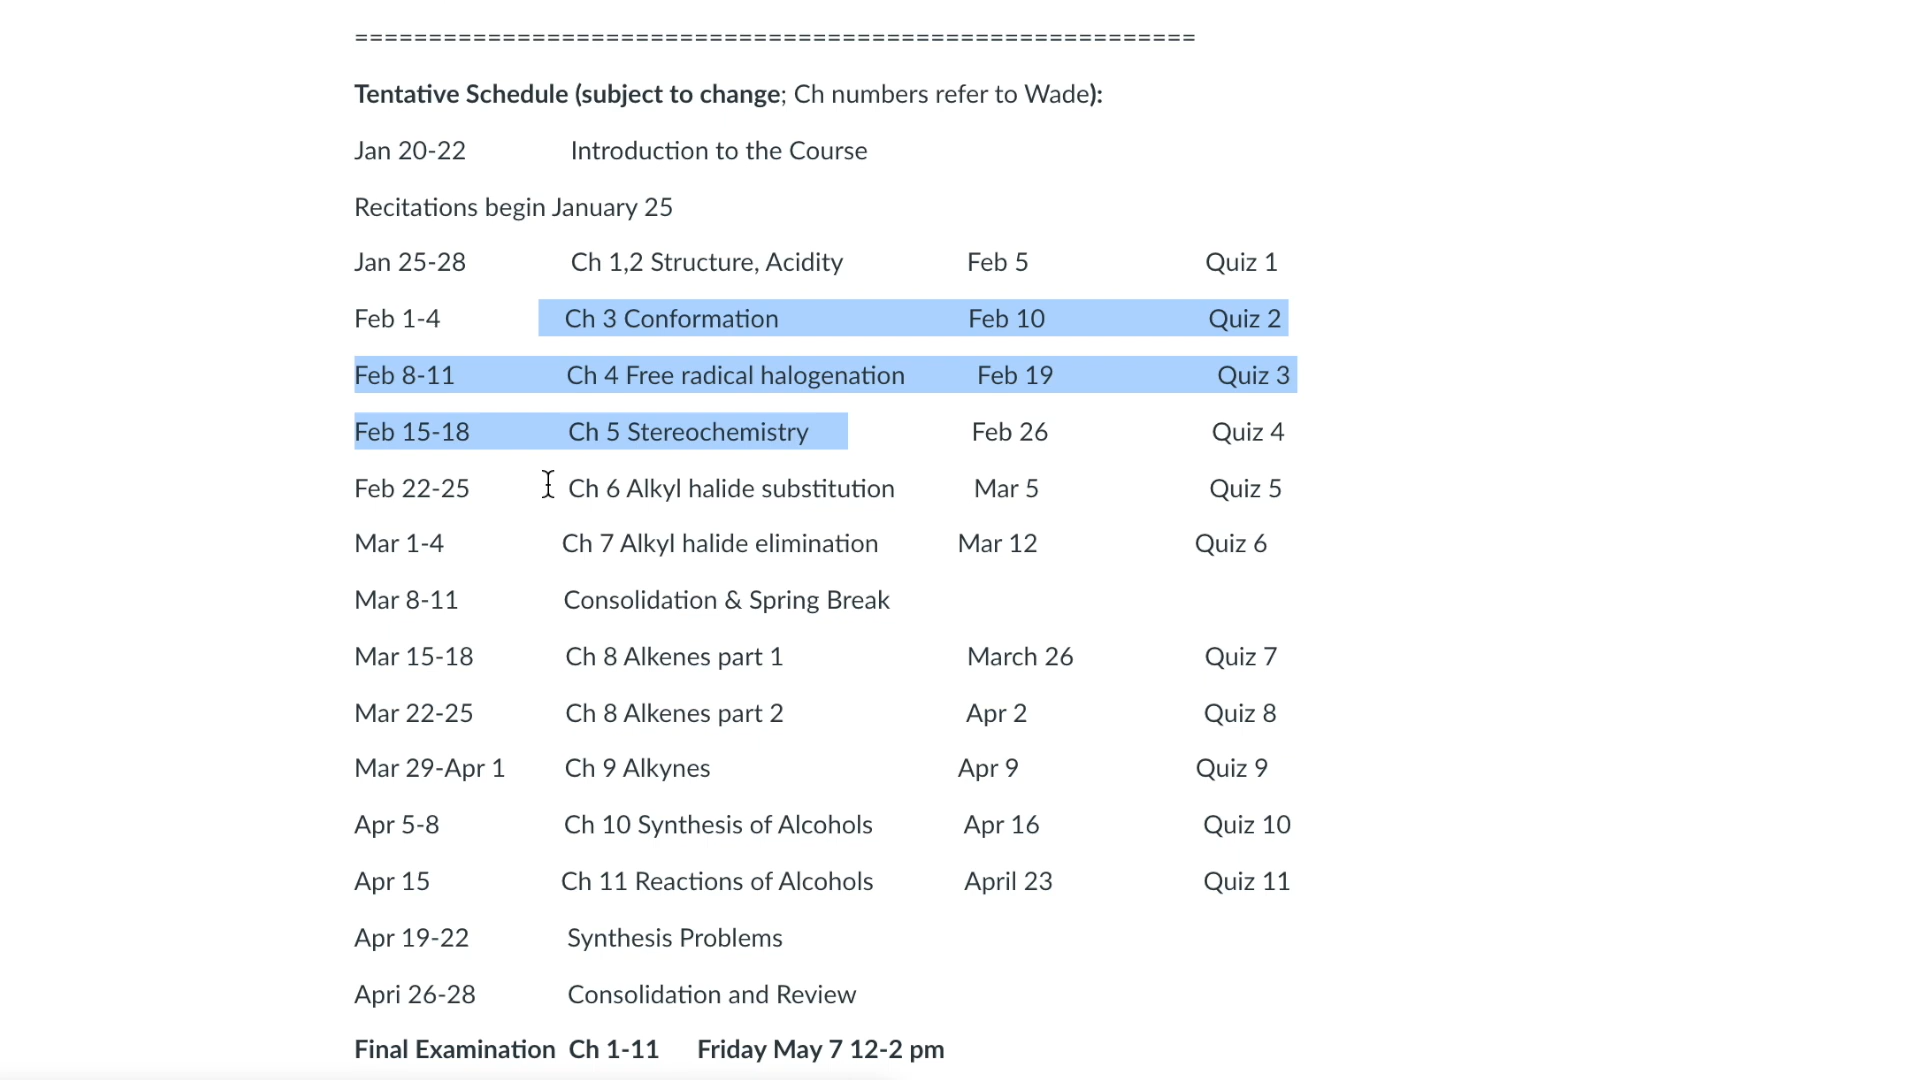 =========================================================
Tentative Schedule (subject to change; Ch numbers refer to Wade):
Jan 20-22 Introduction to the Course
Recitations begin January 25
Jan 25-28 Ch 1,2 Structure, Acidity Feb 5 Quiz 1
Feb 1-4 Ch 3 Conformation Feb 10 Quiz 2
Feb 8-11 Ch 4 Free radical halogenation Feb 19 Quiz 3
Feb 15-18 Ch 5 Stereochemistry Feb 26 Quiz 4
Feb 22-25 Ch 6 Alkyl halide substitution Mar 5 Quiz 5
Mar 1-4 Ch 7 Alkyl halide elimination Mar 12 Quiz 6
Mar 8-11 Consolidation & Spring Break
Mar 15-18 Ch 8 Alkenes part 1 March 26 Quiz 7
Mar 22-25 Ch 8 Alkenes part 2 Apr 2 Quiz 8
Mar 29-Apr 1 Ch 9 Alkynes Apr 9 Quiz 9
Apr 5-8 Ch 10 Synthesis of Alcohols Apr 16 Quiz 10
Apr 15 Ch 11 Reactions of Alcohols April 23 Quiz 11
Apr 19-22 Synthesis Problems
Apri 26-28 Consolidation and Review
Final Examination Ch 1-11 Friday May 7 12-2 pm